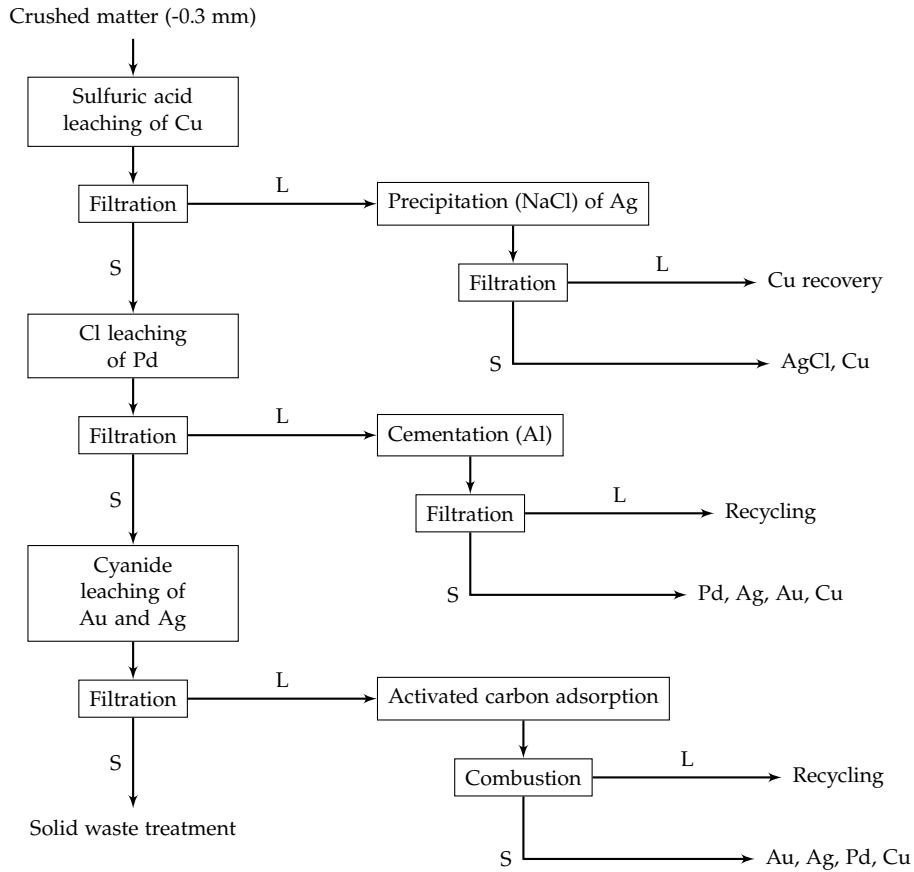 Crushed matter (-0.3 mm)
Sulfuric acid
leaching of Cu
Filtration
L
Precipitation (NaCl) of Ag
S
Filtration
L
Cu recovery
Cl leaching
of Pd
S
AgCl, Cu
Filtration
L
Cementation (Al)
S
Filtration
L
Recycling
Cyanide
leaching of
Au and Ag
S
Pd, Ag, Au, Cu
Filtration
L
Activated carbon adsorption
S
Combustion
L
Recycling
Solid waste treatment
S
Au, Ag, Pd, Cu